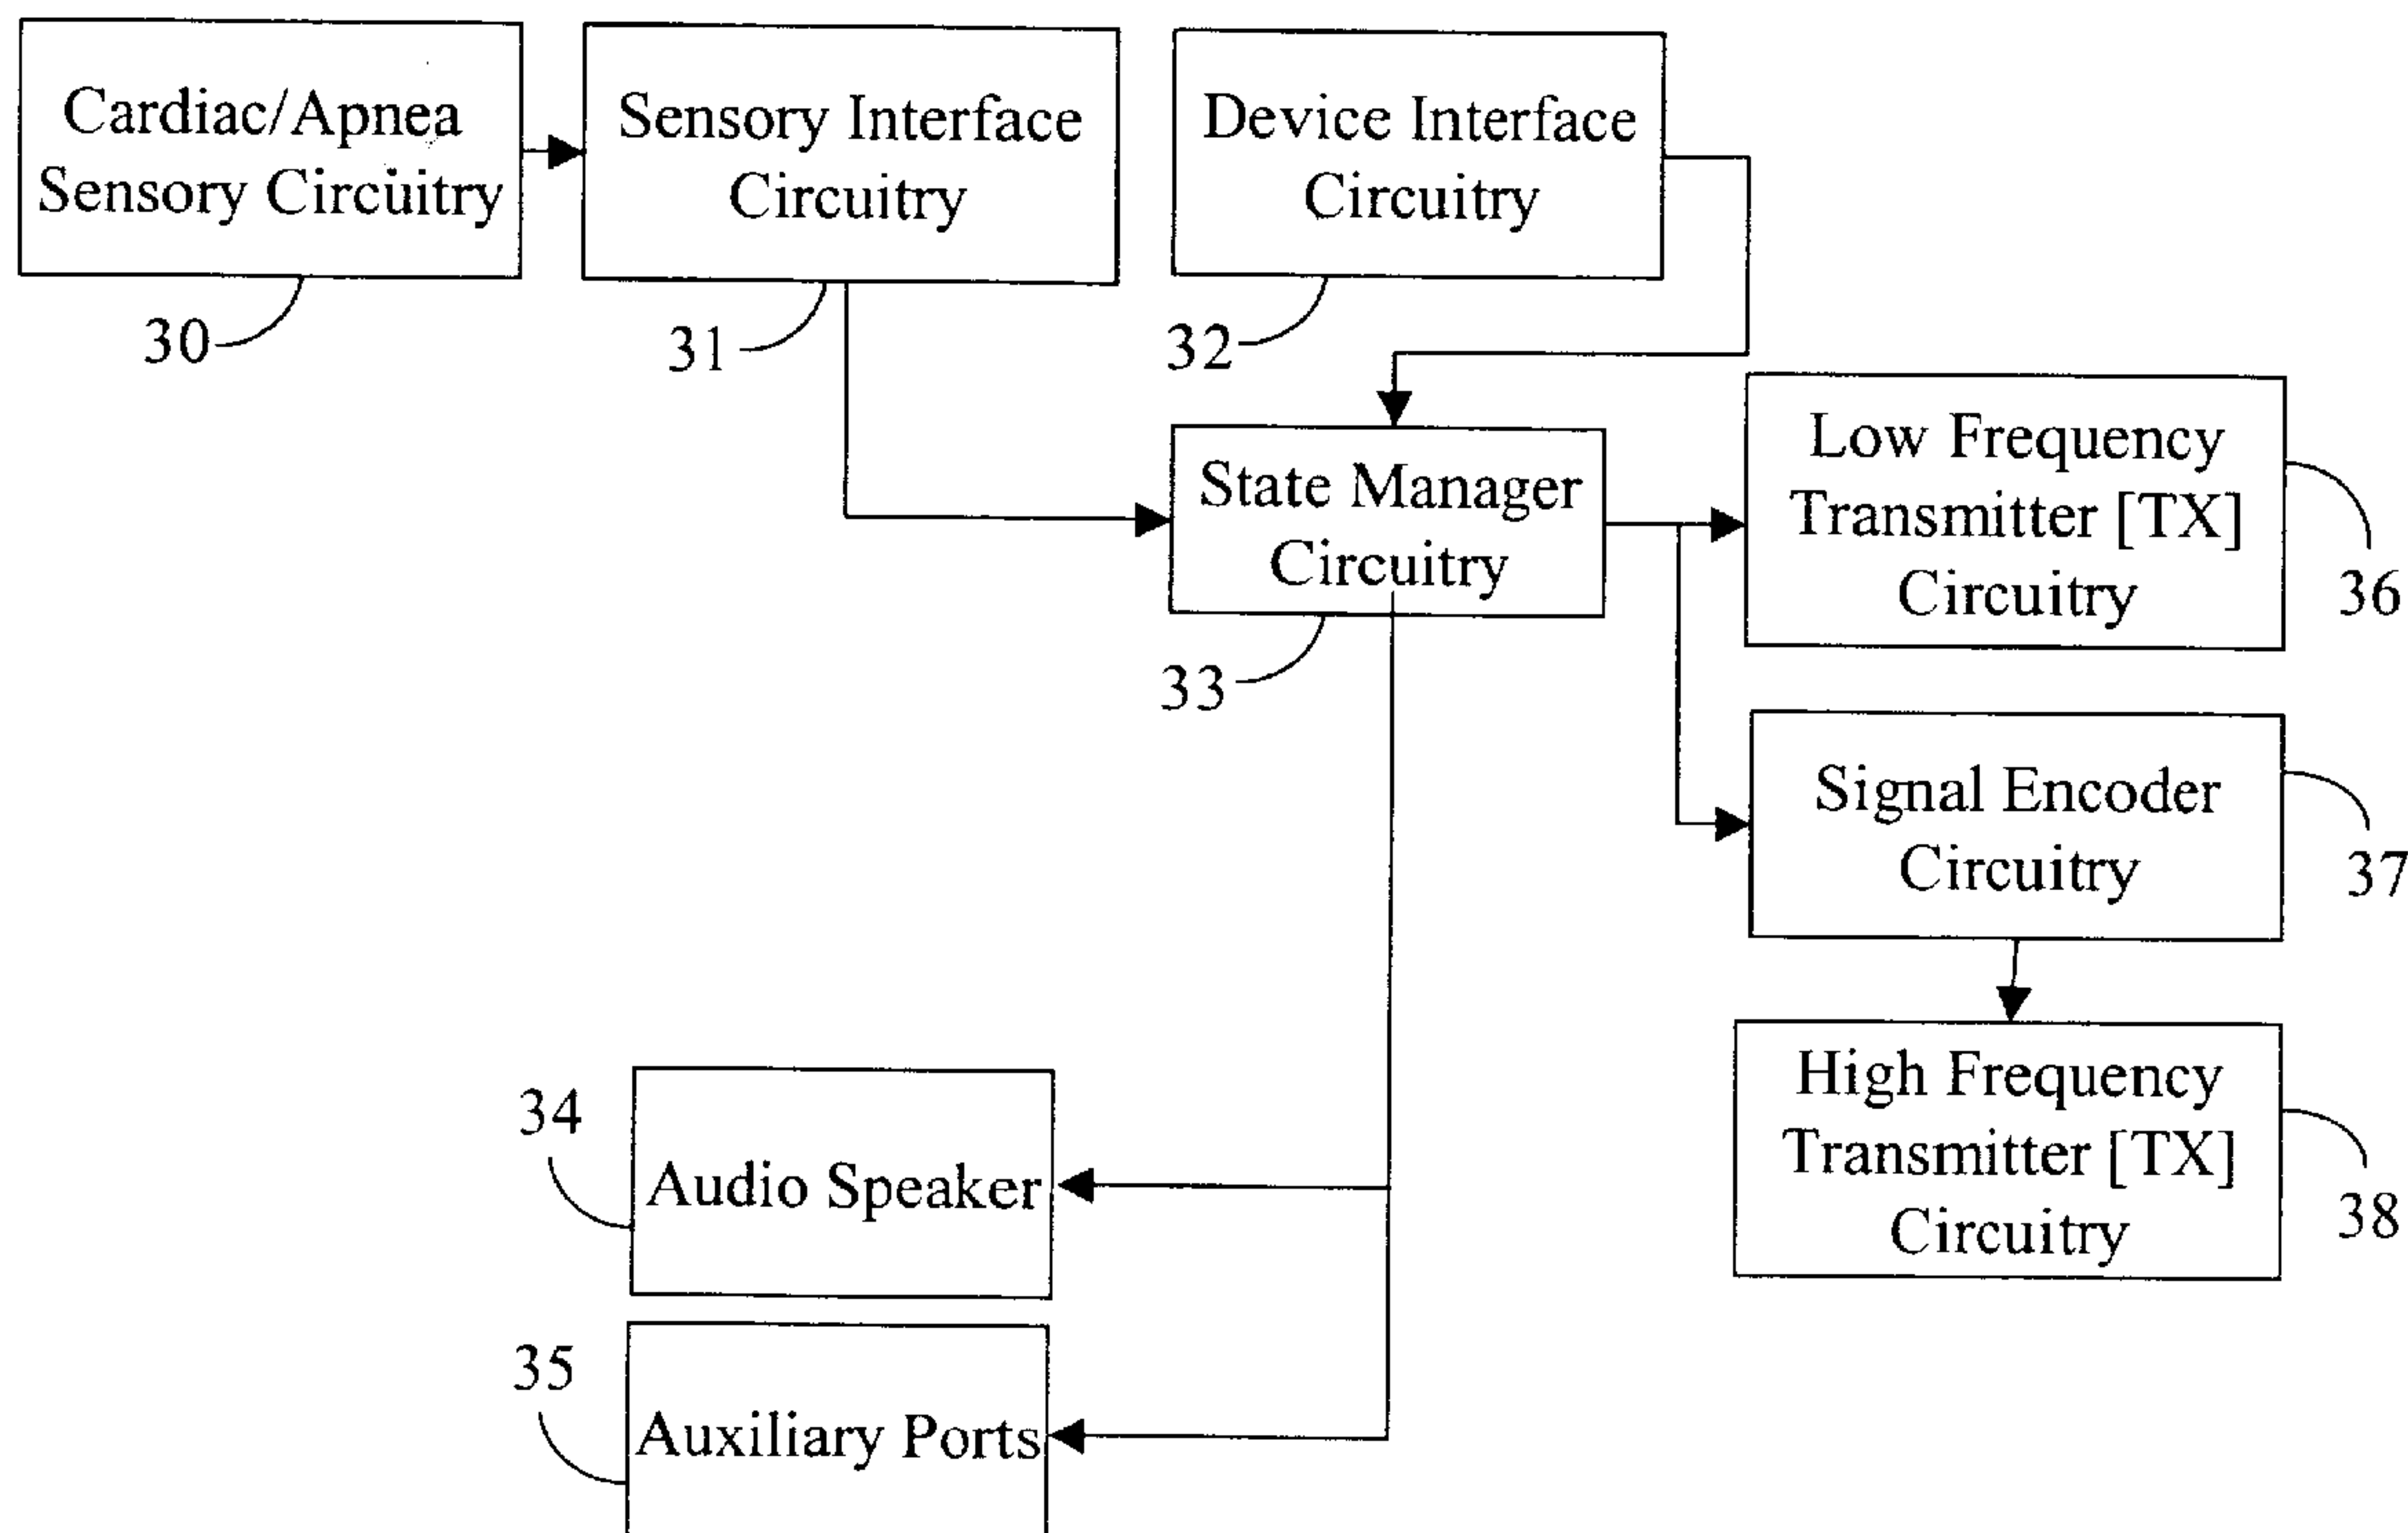 Cardiac/Apnea
Sensory Circuitry
30
Sensory Interface
Circuitry
31
Device Interface
Circuitry
32
State Manager
Circuitry
33
Low Frequency
Transmitter [TX]
Circuitry
36
Signal Encoder
Circuitry
37
High Frequency
Transmitter [TX]
Circuitry
38
34
Audio Speaker
35
Auxiliary Ports